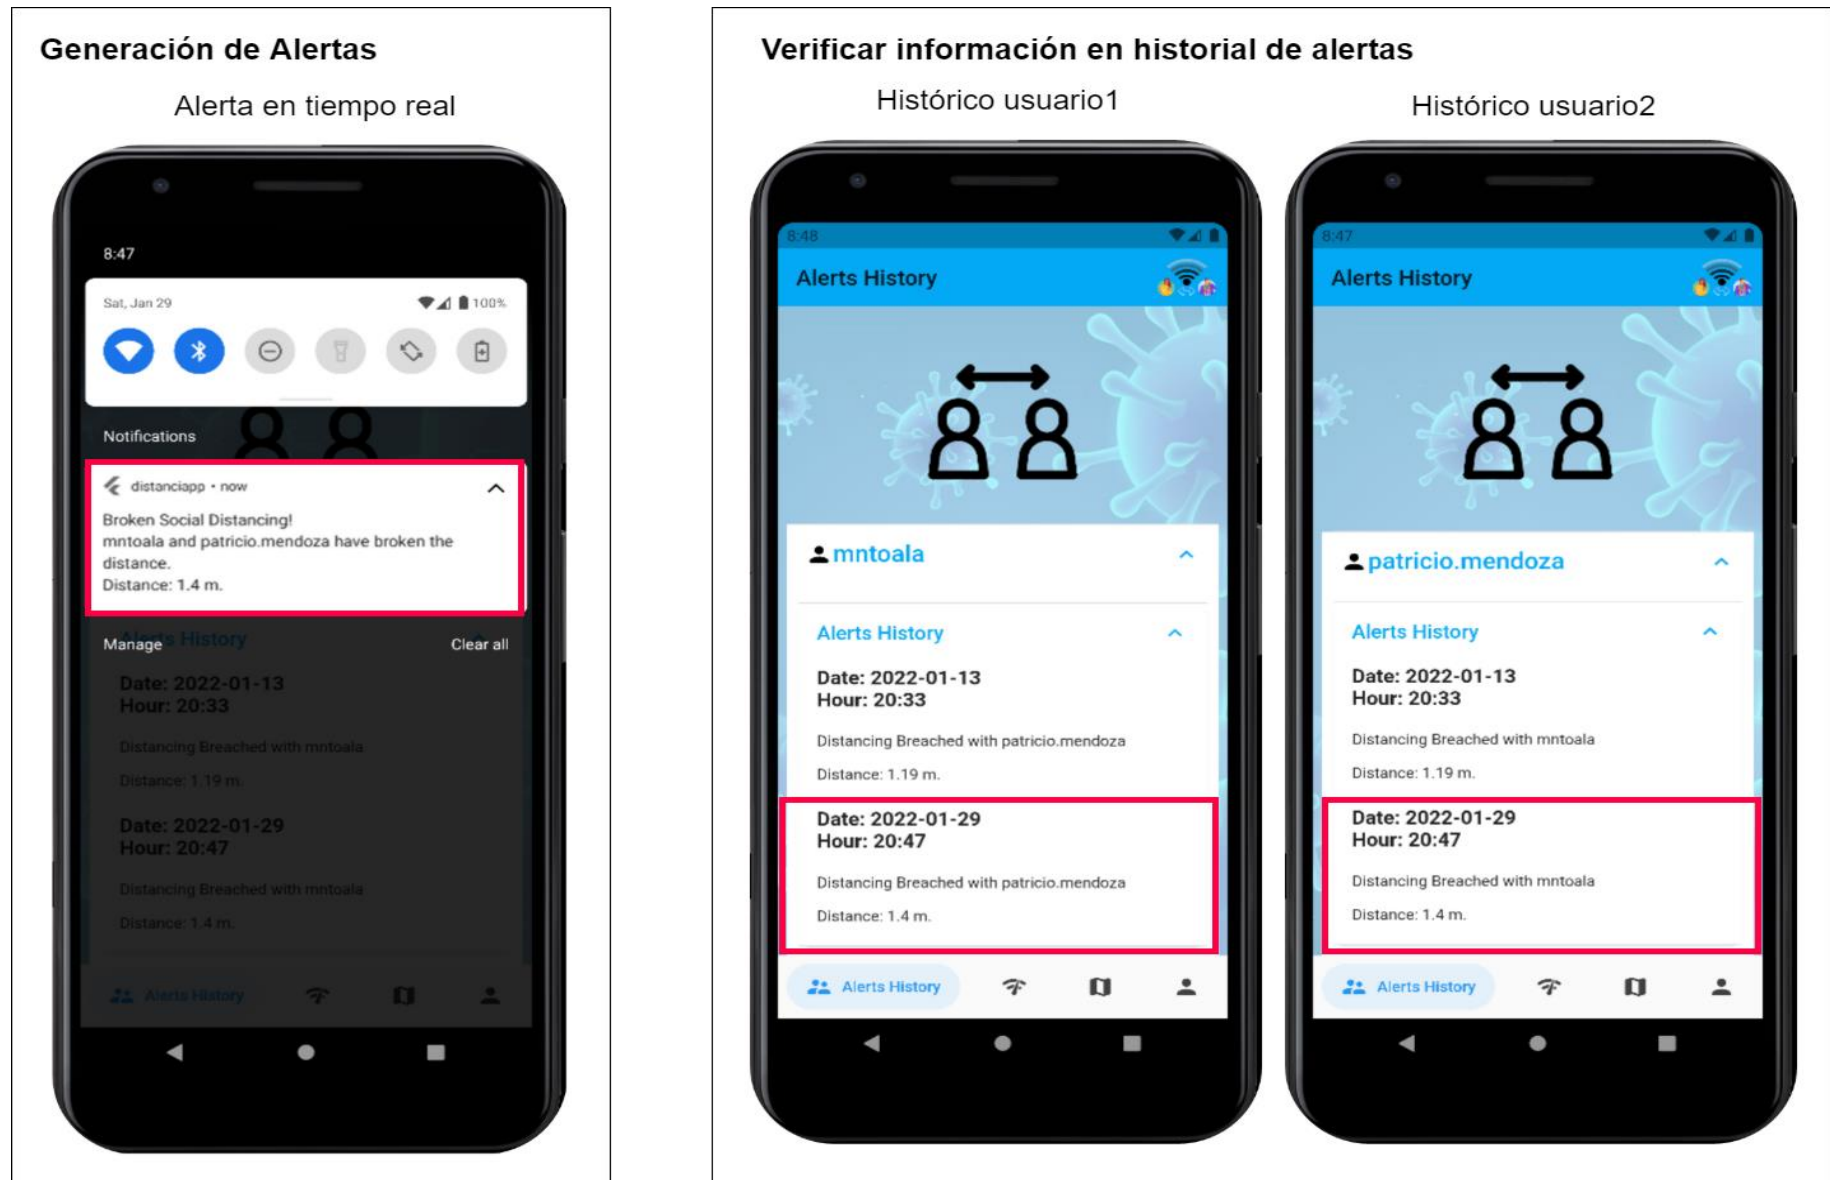 Generación de Alertas
Alerta en tiempo real
8:47
Sat, Jan 29
100%
Notifications
distanciapp • now
Broken Social Distancing!
mntoala and patricio.mendoza have broken the
distance.
Distance: 1.4 m.
Alerts History
Manage
Clear all
Date: 2022-01-13
Hour: 20:33
Distancing Breached with mntoala
Distance: 1.19 m.
Date: 2022-01-29
Hour: 20:47
Distancing Breached with mntoala
Distance: 1.4 m.
Alerts History
Verificar información en historial de alertas
Histórico usuario1
8:48
Alerts History
mntoala
Alerts History
Date: 2022-01-13
Hour: 20:33
Distancing Breached with patricio.mendoza
Distance: 1.19 m.
Date: 2022-01-29
Hour: 20:47
Distancing Breached with patricio.mendoza
Distance: 1.4 m.
Alerts History
Histórico usuario2
8:47
Alerts History
patricio.mendoza
Alerts History
Date: 2022-01-13
Hour: 20:33
Distancing Breached with mntoala
Distance: 1.19 m.
Date: 2022-01-29
Hour: 20:47
Distancing Breached with mntoala
Distance: 1.4 m.
Alerts History